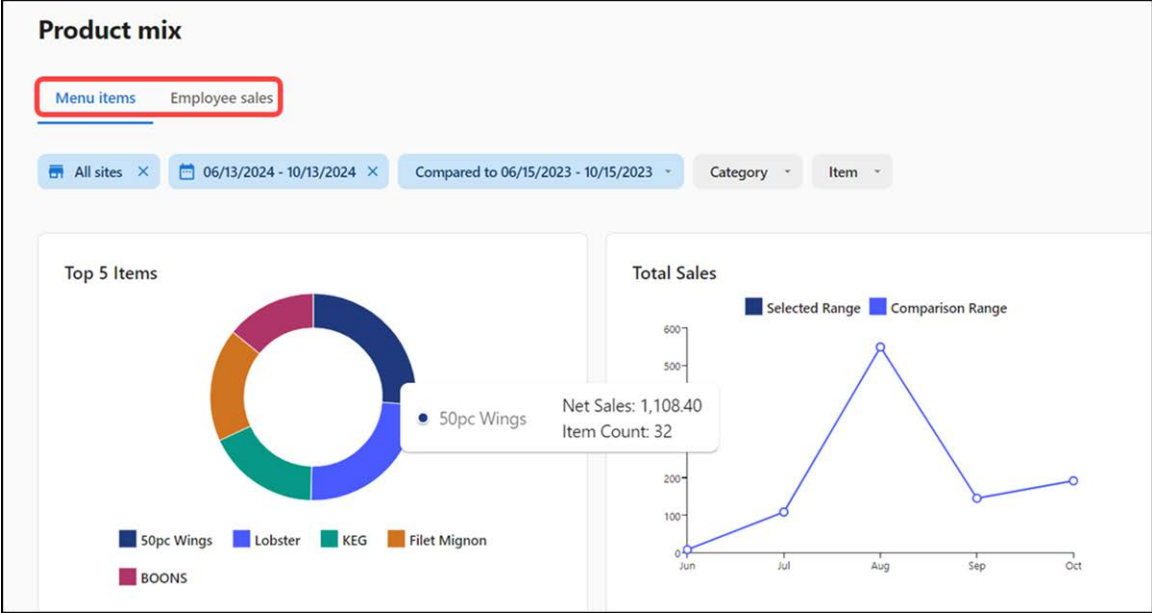 Product mix
Menu items Employee sales
All sites 06/13/2024 - 10/13/2024 Compared to 06/15/2023 - 10/15/2023 Category Item
Top 5 Items
50pc Wings Net Sales: 1,108.40
Item Count: 32
50pc Wings Lobster KEG Filet Mignon
BOONS
Total Sales
Selected Range Comparison Range
600
500
200
100
0
Jun Jul Aug Sep Oct